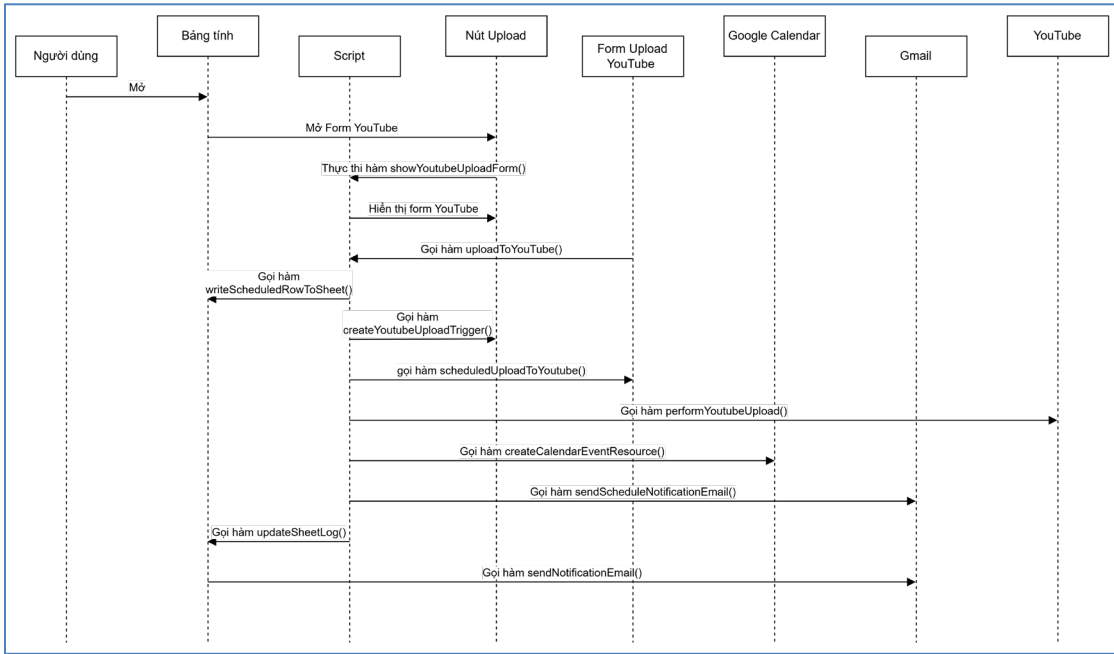 Người dùng
Bảng tính
Script
Nút Upload
Form Upload
YouTube
Google Calendar
Gmail
YouTube
Mở
Mở Form YouTube
Thực thi hàm showYoutubeUploadForm()
Hiển thị form YouTube
Gọi hàm uploadToYouTube()
Gọi hàm
writeScheduledRowToSheet()
Gọi hàm
createYoutubeUploadTrigger()
gọi hàm scheduledUploadToYoutube()
Gọi hàm performYoutubeUpload()
Gọi hàm createCalendarEventResource()
Gọi hàm sendScheduleNotificationEmail()
Gọi hàm updateSheetLog()
Gọi hàm sendNotificationEmail()